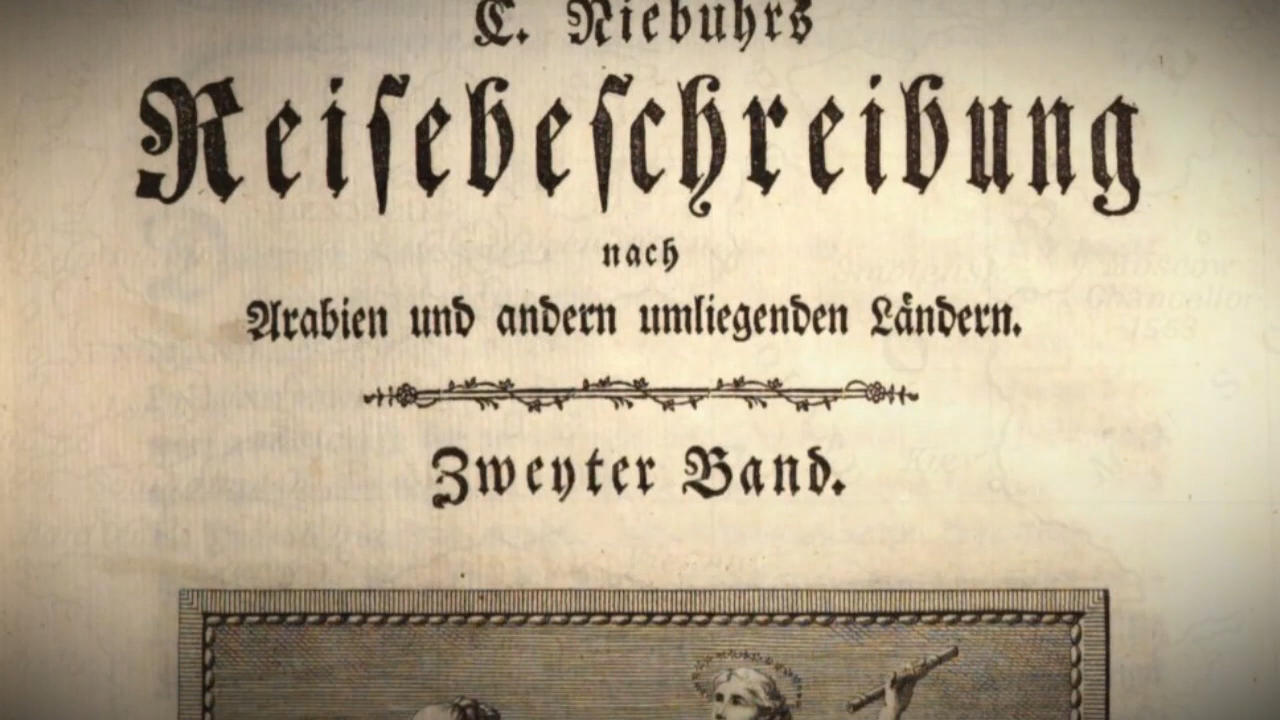 C. Niebuhrs
Reiſebeſchreibung
nach
Arabien und andern umliegenden Ländern.
Zweyter Band.